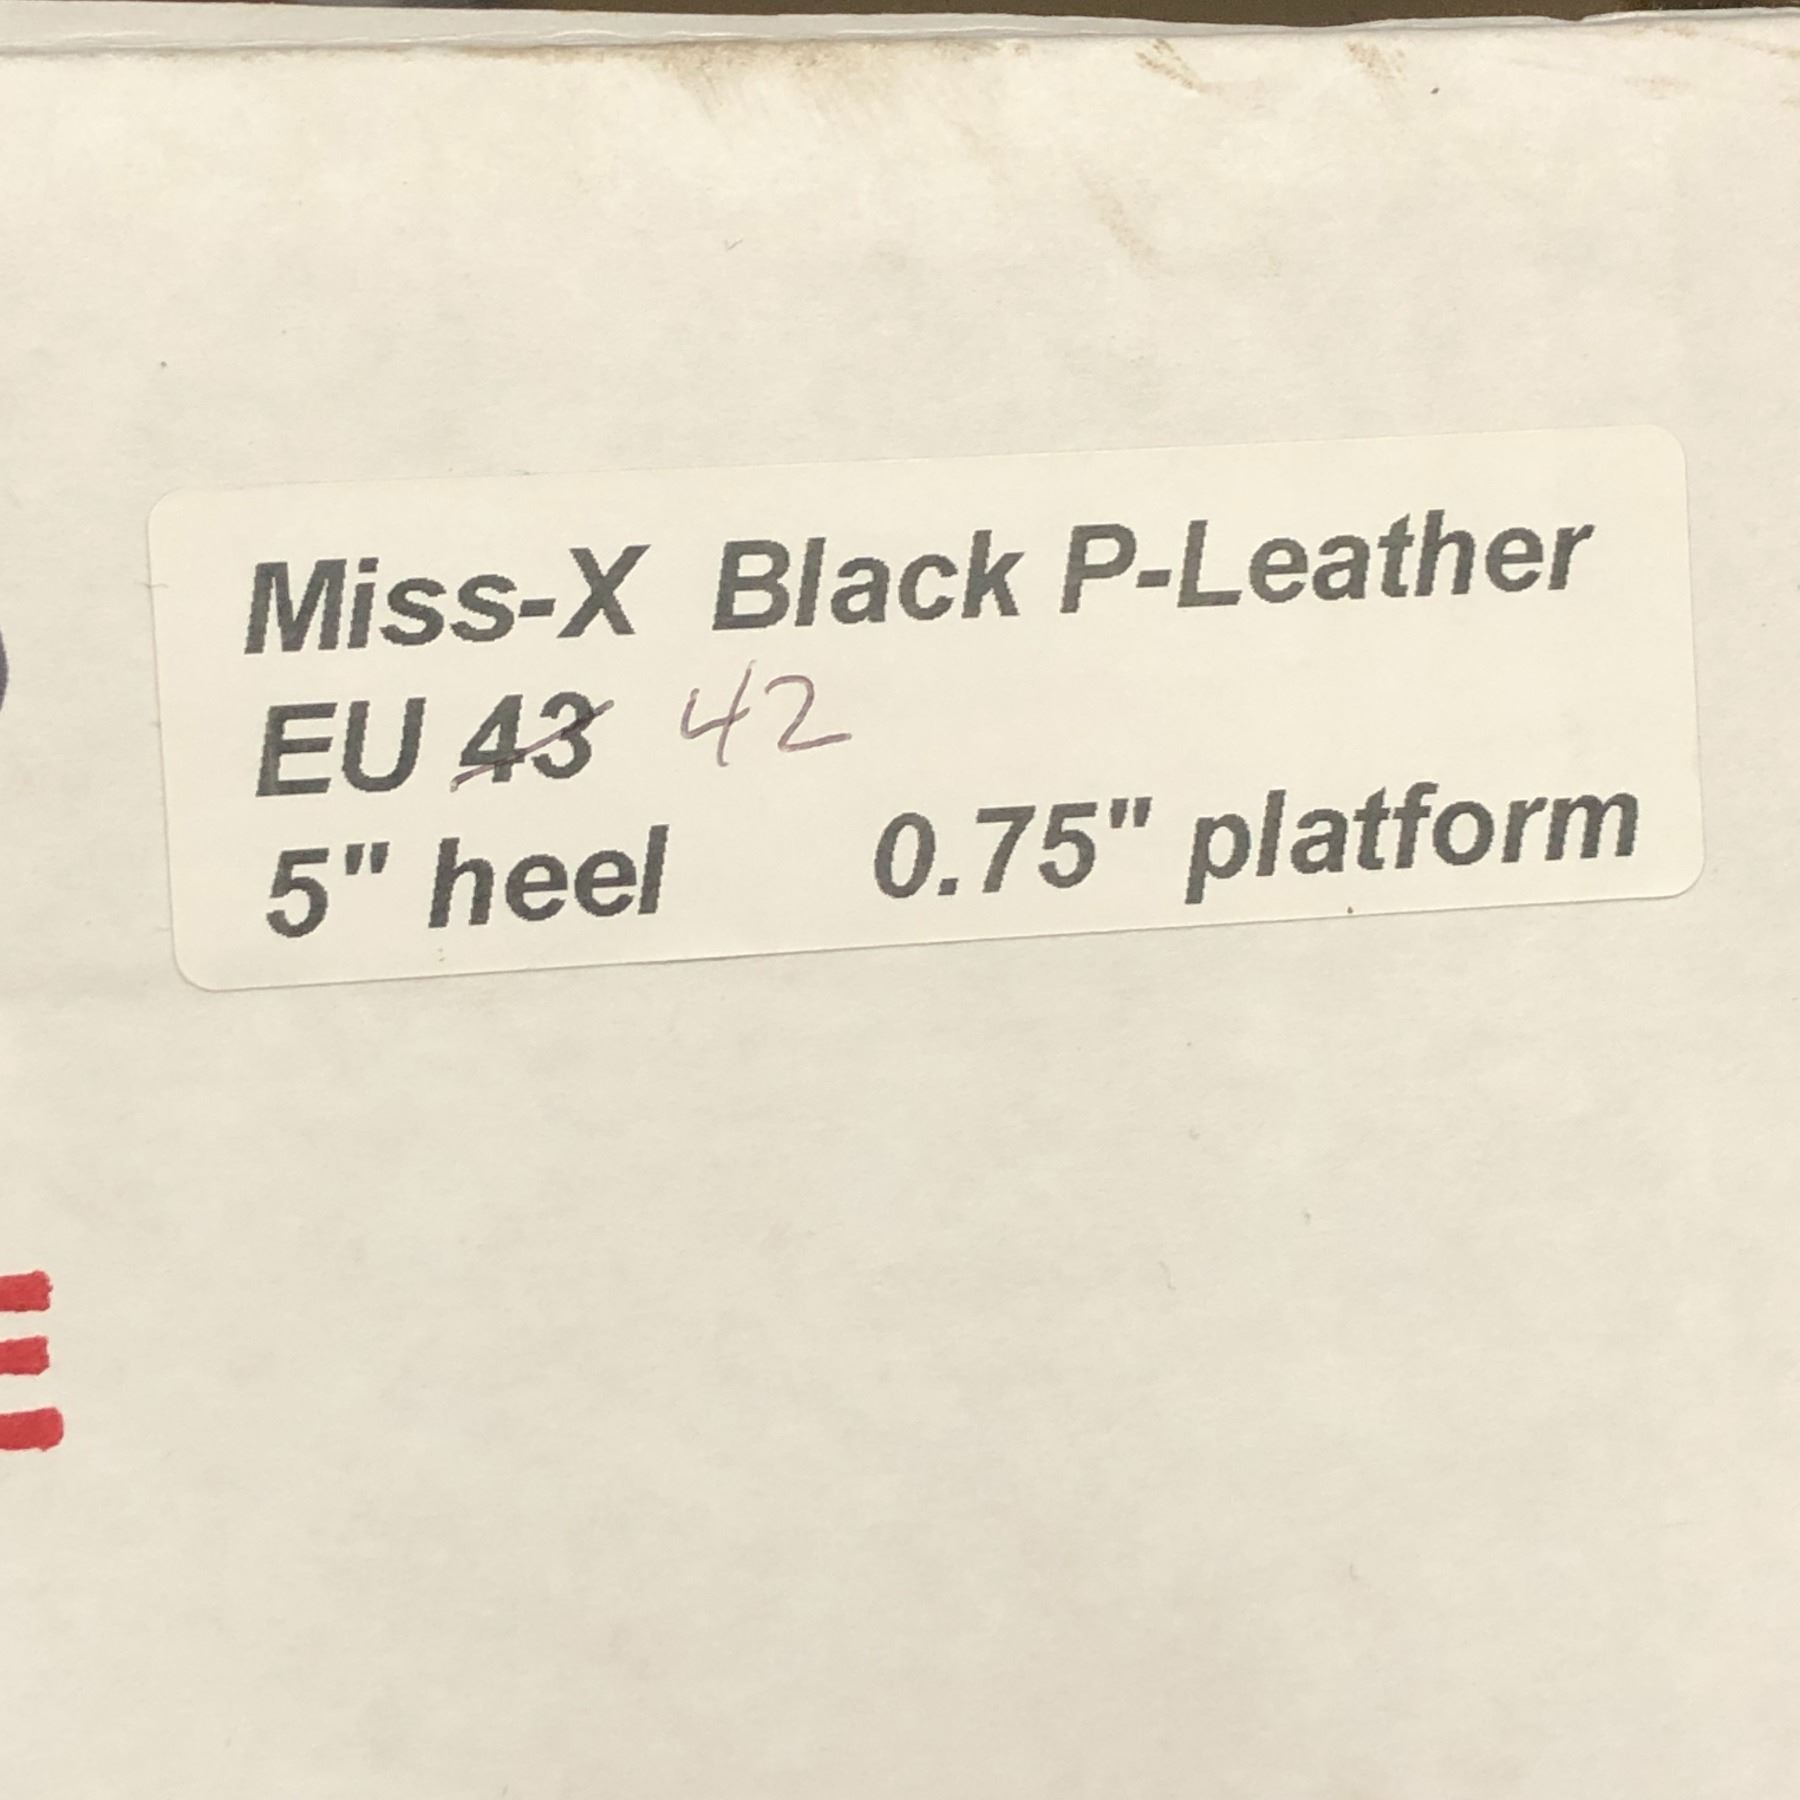 Miss-X Black P-Leather
EU 43 42
5" heel 0.75" platform